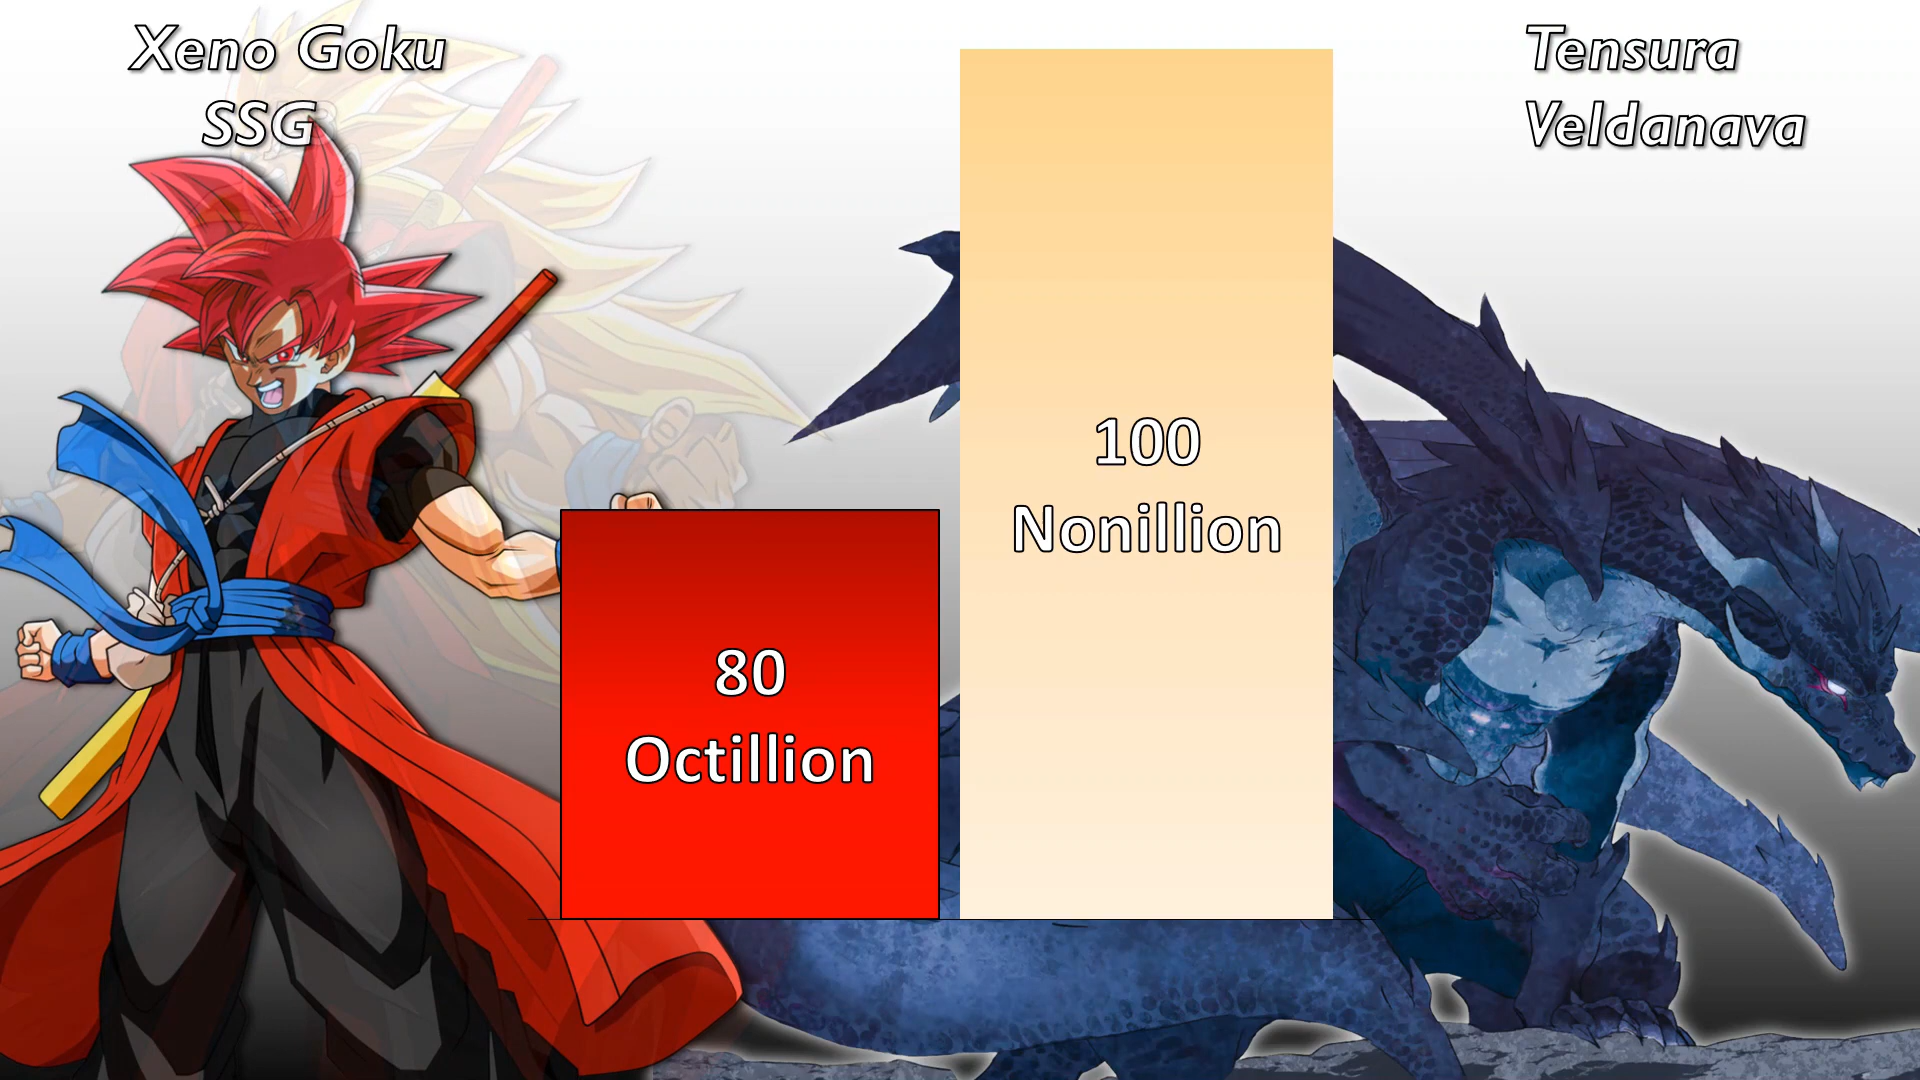 Xeno Goku
SSG
Tensura
Veldanava
100
Nonillion
80
Octillion